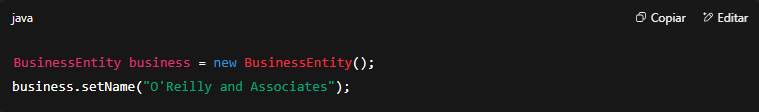 java Copiar Editar
BusinessEntity business = new BusinessEntity();
business.setName("O'Reilly and Associates");